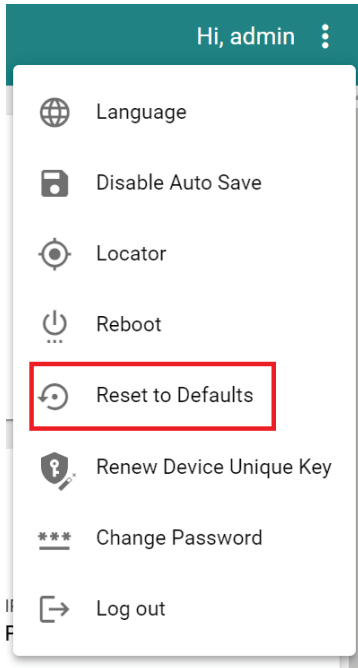 Hi, admin
Language
Disable Auto Save
Locator
Reboot
Reset to Defaults
Renew Device Unique Key
Change Password
Log out